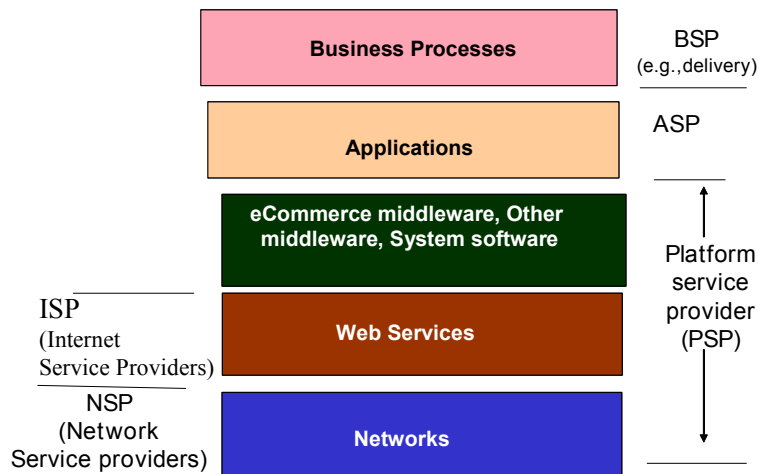 Business Processes
BSP
(e.g.,delivery)
Applications
ASP
eCommerce middleware, Other
middleware, System software
Platform
service
provider
(PSP)
ISP
(Internet
Service Providers)
Web Services
NSP
(Network
Service providers)
Networks